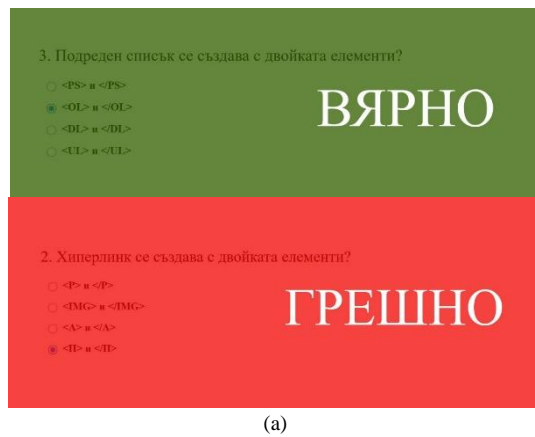 3. Подреден списък се създава с двойката елементи?
<PS> и </PS>
<OL> и </OL>
<DL> и </DL>
<UL> и </UL>
ВЯРНО
2. Хиперлинк се създава с двойката елементи?
<P> и </P>
<IMG> и </IMG>
<A> и </A>
<H> и </H>
ГРЕШНО
(a)